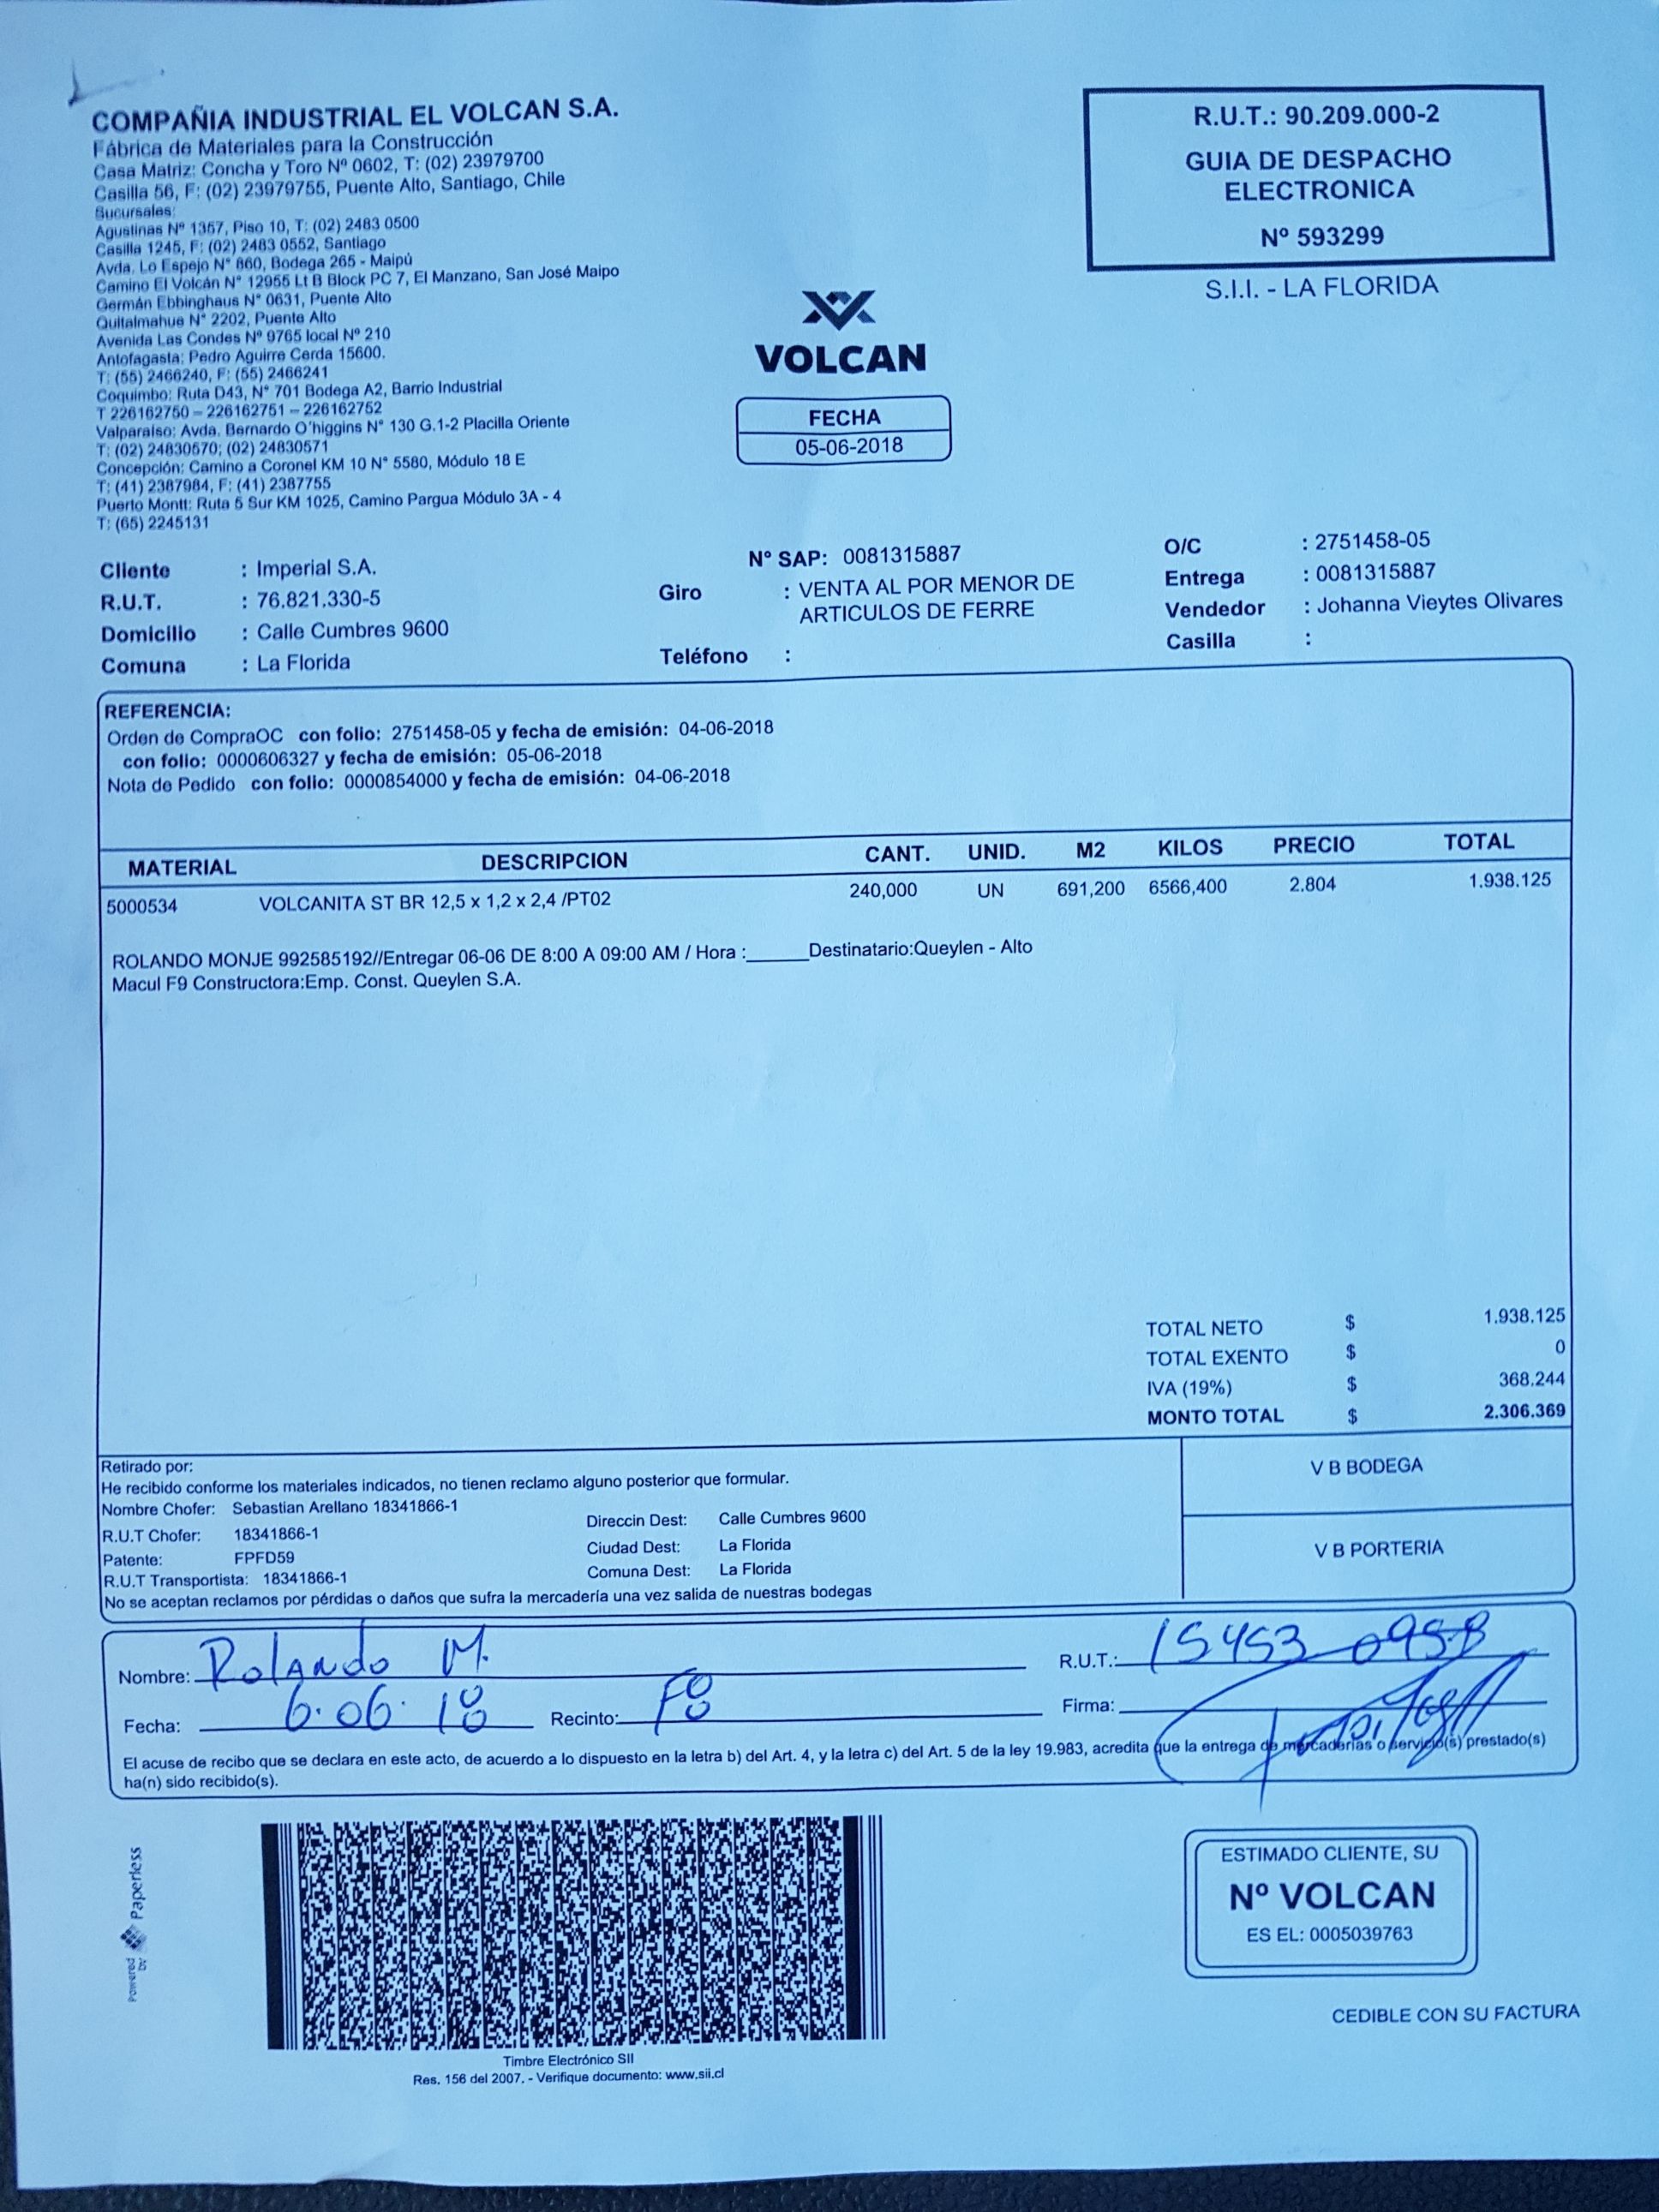 COMPAÑIA INDUSTRIAL EL VOLCAN S.A.
Fábrica de Materiales para la Construcción
Casa Matriz: Concha y Toro Nº 0602, T: (02) 23979700
Casilla 56, F: (02) 23979755, Puente Alto, Santiago, Chile
Sucursales:
Agustinas Nº 1357, Piso 10, T: (02) 2483 0500
Casilla 1245, F: (02) 2483 0552, Santiago
Avda. Lo Espejo N° 860, Bodega 265 - Maipú
Camino El Volcán N° 12955 Lt B Block PC 7, El Manzano, San José Maipo
Germán Ebbinghaus N° 0631, Puente Alto
Quitalmahue N° 2202, Puente Alto
Avenida Las Condes Nº 9765 local Nº 210
Antofagasta: Pedro Aguirre Cerda 15600.
T: (55) 2466240, F: (55) 2466241
Coquimbo: Ruta D43, N° 701 Bodega A2, Barrio Industrial
T 226162750 – 226162751 – 226162752
Valparaíso: Avda. Bernardo O'higgins N° 130 G.1-2 Placilla Oriente
T: (02) 24830570; (02) 24830571
Concepción: Camino a Coronel KM 10 N° 5580, Módulo 18 E
T: (41) 2387984, F: (41) 2387755
Puerto Montt: Ruta 5 Sur KM 1025, Camino Pargua Módulo 3A - 4
T: (65) 2245131
R.U.T.: 90.209.000-2
GUIA DE DESPACHO
ELECTRONICA
Nº 593299
S.I.I. - LA FLORIDA
VOLCAN
FECHA
05-06-2018
Cliente : Imperial S.A.
R.U.T. : 76.821.330-5
Domicilio : Calle Cumbres 9600
Comuna : La Florida
N° SAP: 0081315887
Giro : VENTA AL POR MENOR DE
ARTICULOS DE FERRE
Teléfono :
O/C : 2751458-05
Entrega : 0081315887
Vendedor : Johanna Vieytes Olivares
Casilla :
REFERENCIA:
Orden de CompraOC con folio: 2751458-05 y fecha de emisión: 04-06-2018
con folio: 0000606327 y fecha de emisión: 05-06-2018
Nota de Pedido con folio: 0000854000 y fecha de emisión: 04-06-2018
MATERIAL DESCRIPCION CANT. UNID. M2 KILOS PRECIO TOTAL
5000534 VOLCANITA ST BR 12,5 x 1,2 x 2,4 /PT02 240,000 UN 691,200 6566,400 2.804 1.938.125
ROLANDO MONJE 992585192//Entregar 06-06 DE 8:00 A 09:00 AM / Hora :______Destinatario:Queylen - Alto
Macul F9 Constructora:Emp. Const. Queylen S.A.
TOTAL NETO $ 1.938.125
TOTAL EXENTO $ 0
IVA (19%) $ 368.244
MONTO TOTAL $ 2.306.369
Retirado por:
He recibido conforme los materiales indicados, no tienen reclamo alguno posterior que formular.
Nombre Chofer: Sebastian Arellano 18341866-1
R.U.T Chofer: 18341866-1
Patente: FPFD59
R.U.T Transportista: 18341866-1
Direccin Dest: Calle Cumbres 9600
Ciudad Dest: La Florida
Comuna Dest: La Florida
No se aceptan reclamos por pérdidas o daños que sufra la mercadería una vez salida de nuestras bodegas
V B BODEGA
V B PORTERIA
Nombre: Rolando M.
R.U.T.: 15453
Fecha: 6.06.18 Recinto: F8 Firma:
El acuse de recibo que se declara en este acto, de acuerdo a lo dispuesto en la letra b) del Art. 4, y la letra c) del Art. 5 de la ley 19.983, acredita que la entrega de mercaderías o servicio(s) prestado(s)
ha(n) sido recibido(s).
Powered by Paperless
Timbre Electrónico SII
Res. 156 del 2007. - Verifique documento: www.sii.cl
ESTIMADO CLIENTE, SU
Nº VOLCAN
ES EL: 0005039763
CEDIBLE CON SU FACTURA